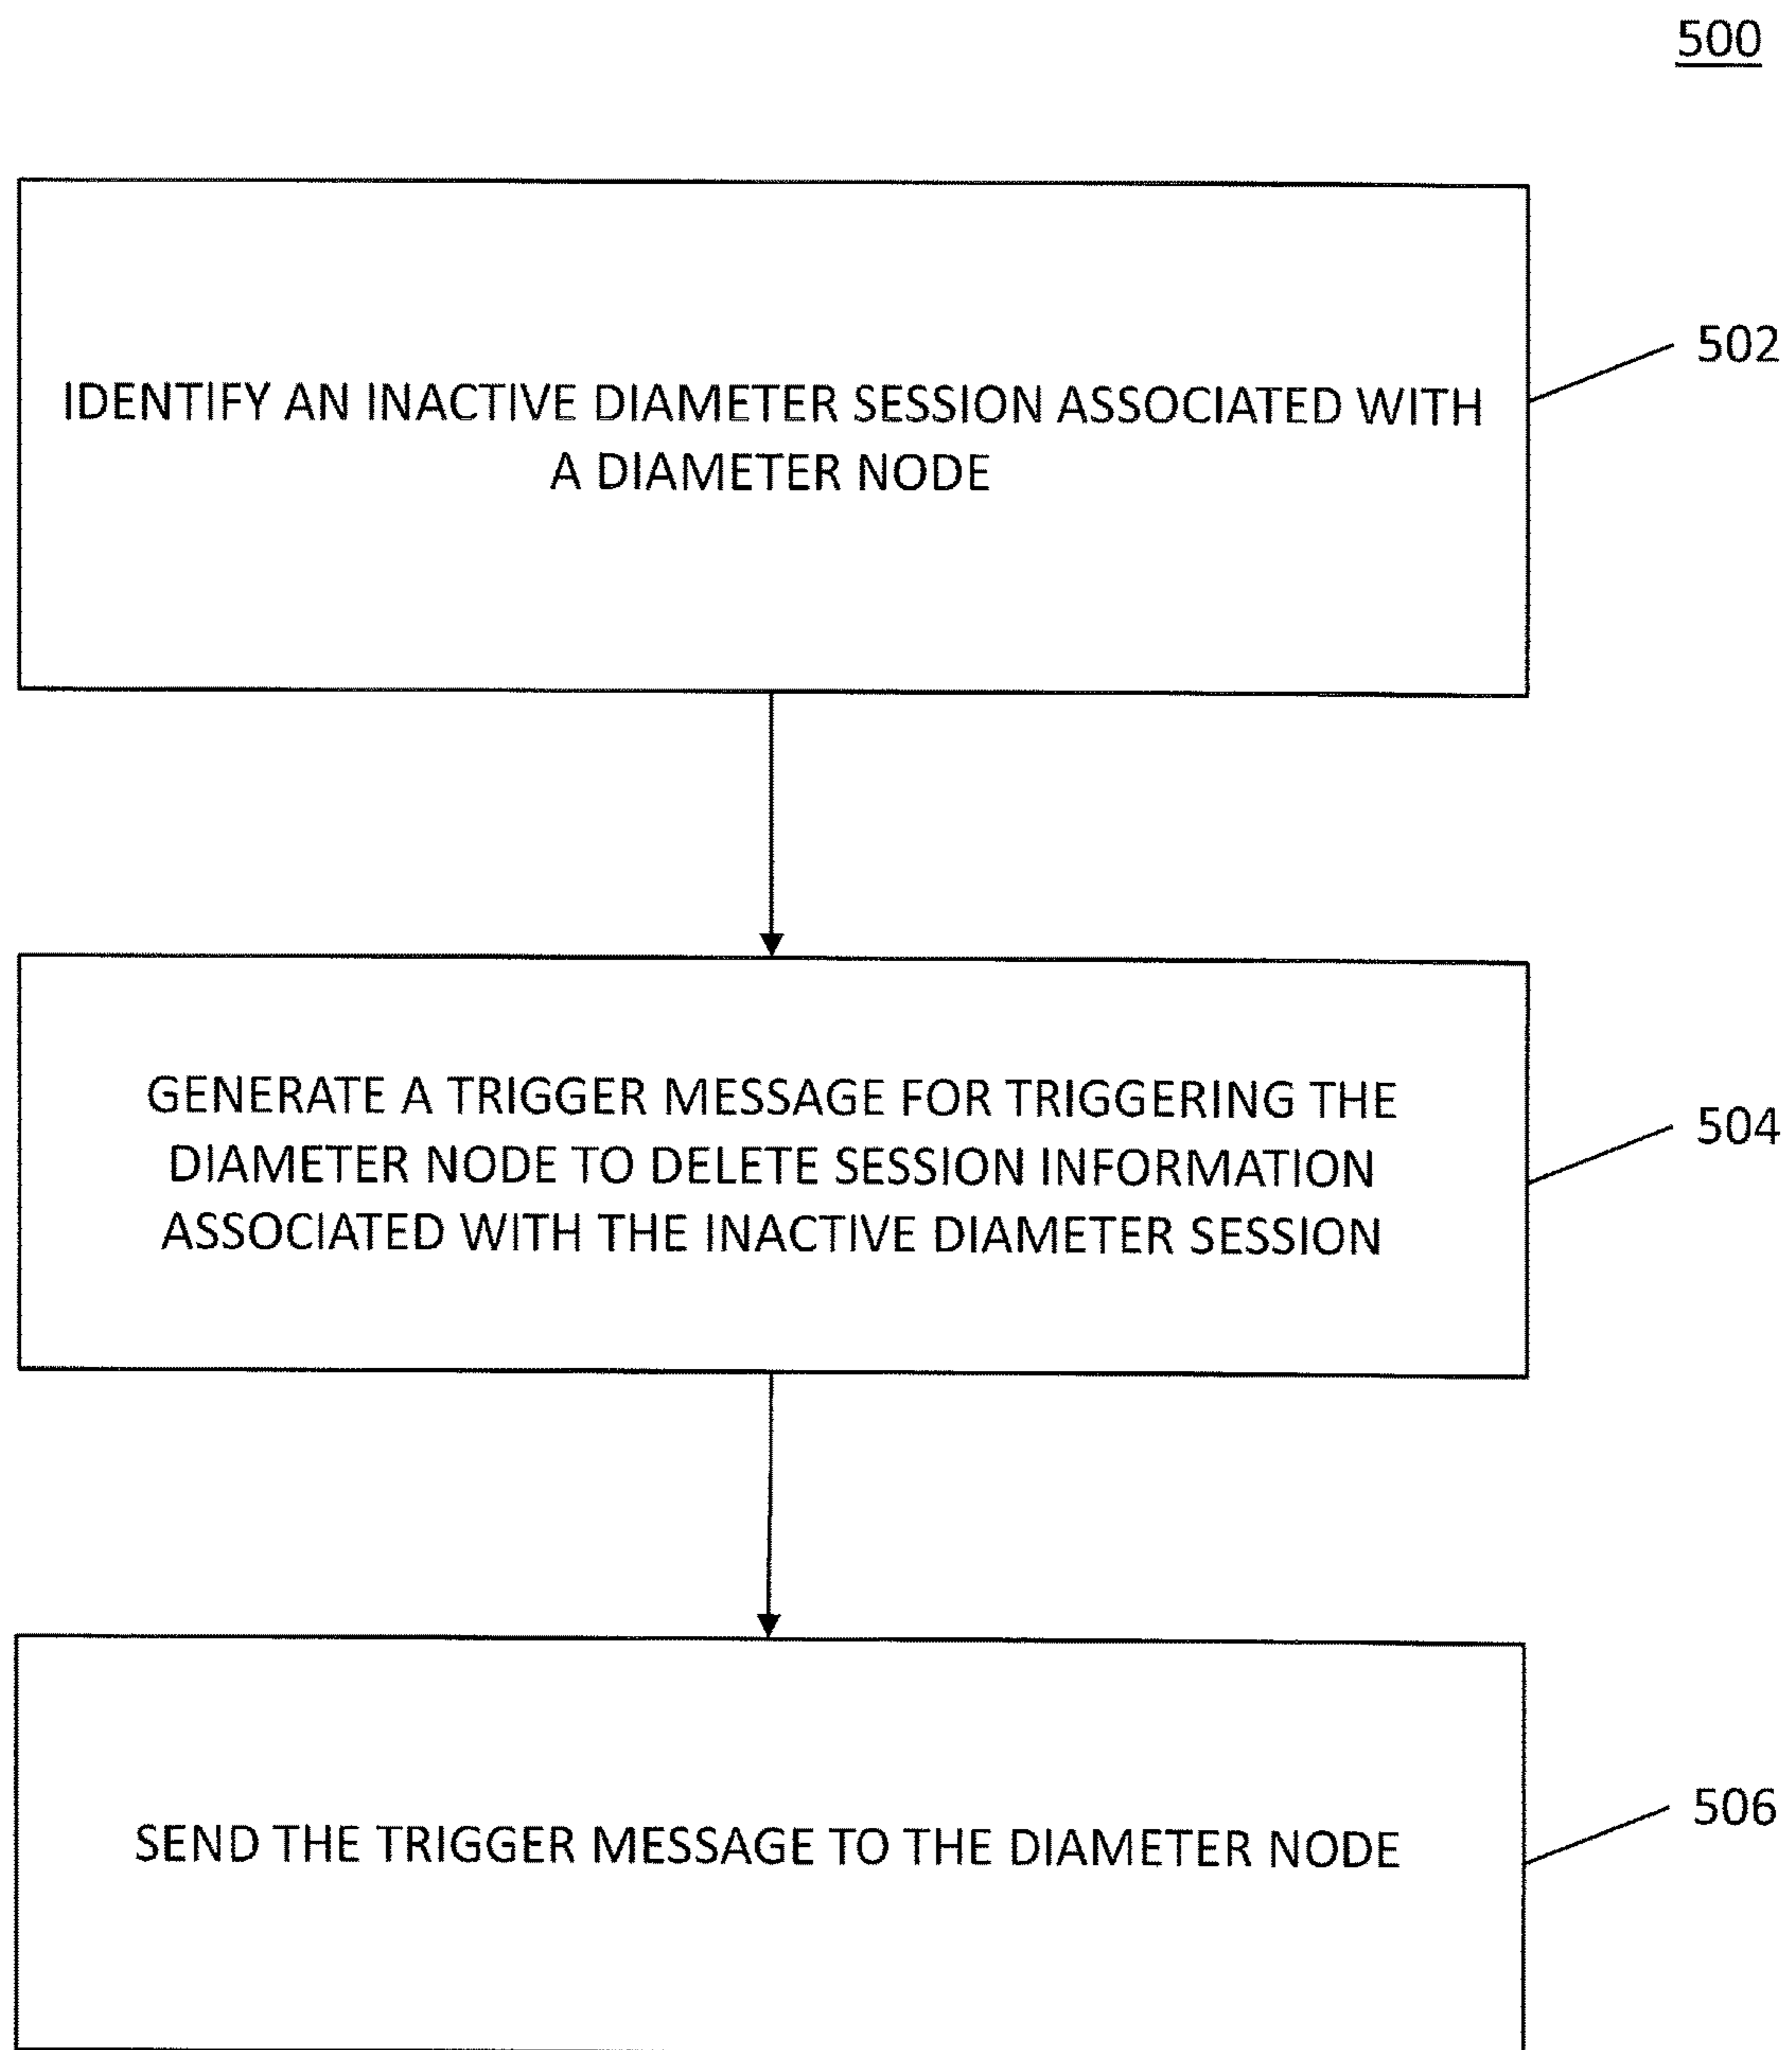 500
IDENTIFY AN INACTIVE DIAMETER SESSION ASSOCIATED WITH
A DIAMETER NODE
502
GENERATE A TRIGGER MESSAGE FOR TRIGGERING THE
DIAMETER NODE TO DELETE SESSION INFORMATION
ASSOCIATED WITH THE INACTIVE DIAMETER SESSION
504
SEND THE TRIGGER MESSAGE TO THE DIAMETER NODE
506